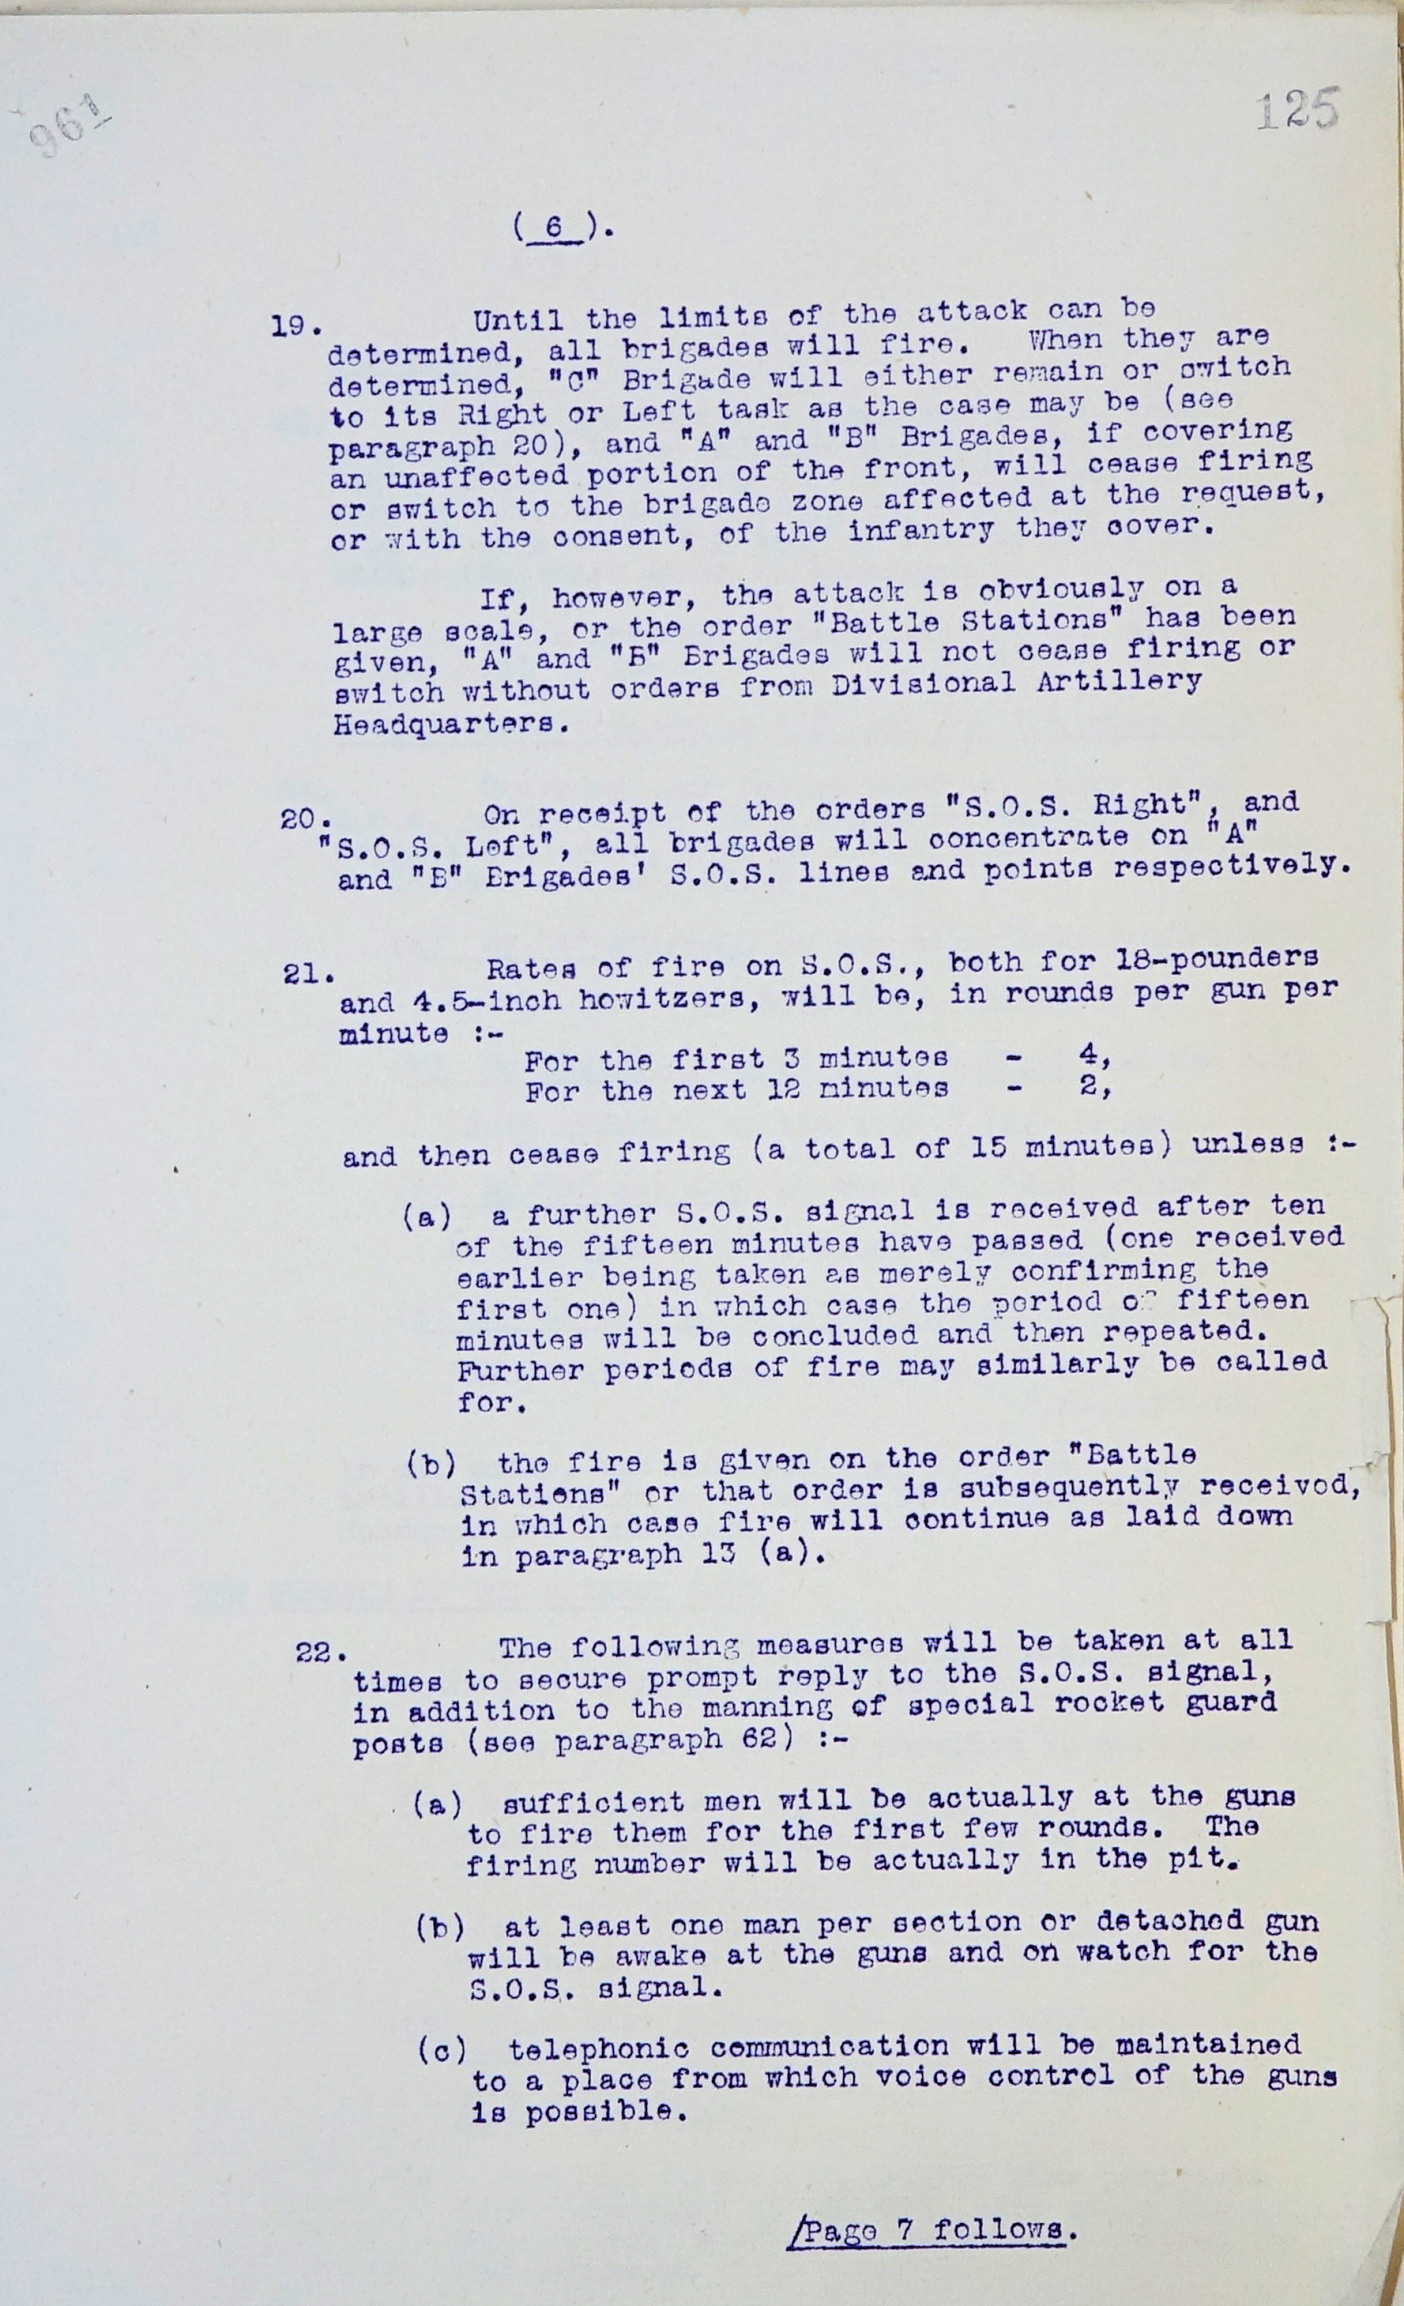 961
125
( 6 ).
19. Until the limits of the attack can be
determined, all brigades will fire. When they are
determined, "C" Brigade will either remain or switch
to its Right or Left task as the case may be (see
paragraph 20), and "A" and "B" Brigades, if covering
an unaffected portion of the front, will cease firing
or switch to the brigade zone affected at the request,
or with the consent, of the infantry they cover.
If, however, the attack is obviously on a
large scale, or the order "Battle Stations" has been
given, "A" and "B" Brigades will not cease firing or
switch without orders from Divisional Artillery
Headquarters.
20. On receipt of the orders "S.O.S. Right", and
"S.O.S. Left", all brigades will concentrate on "A"
and "B" Brigades' S.O.S. lines and points respectively.
21. Rates of fire on S.O.S., both for 18-pounders
and 4.5-inch howitzers, will be, in rounds per gun per
minute :-
For the first 3 minutes - 4,
For the next 12 minutes - 2,
and then cease firing (a total of 15 minutes) unless :-
(a) a further S.O.S. signal is received after ten
of the fifteen minutes have passed (one received
earlier being taken as merely confirming the
first one) in which case the period of fifteen
minutes will be concluded and then repeated.
Further periods of fire may similarly be called
for.
(b) the fire is given on the order "Battle
Stations" or that order is subsequently received,
in which case fire will continue as laid down
in paragraph 13 (a).
22. The following measures will be taken at all
times to secure prompt reply to the S.O.S. signal,
in addition to the manning of special rocket guard
posts (see paragraph 62) :-
(a) sufficient men will be actually at the guns
to fire them for the first few rounds. The
firing number will be actually in the pit.
(b) at least one man per section or detached gun
will be awake at the guns and on watch for the
S.O.S. signal.
(c) telephonic communication will be maintained
to a place from which voice control of the guns
is possible.
/Page 7 follows.